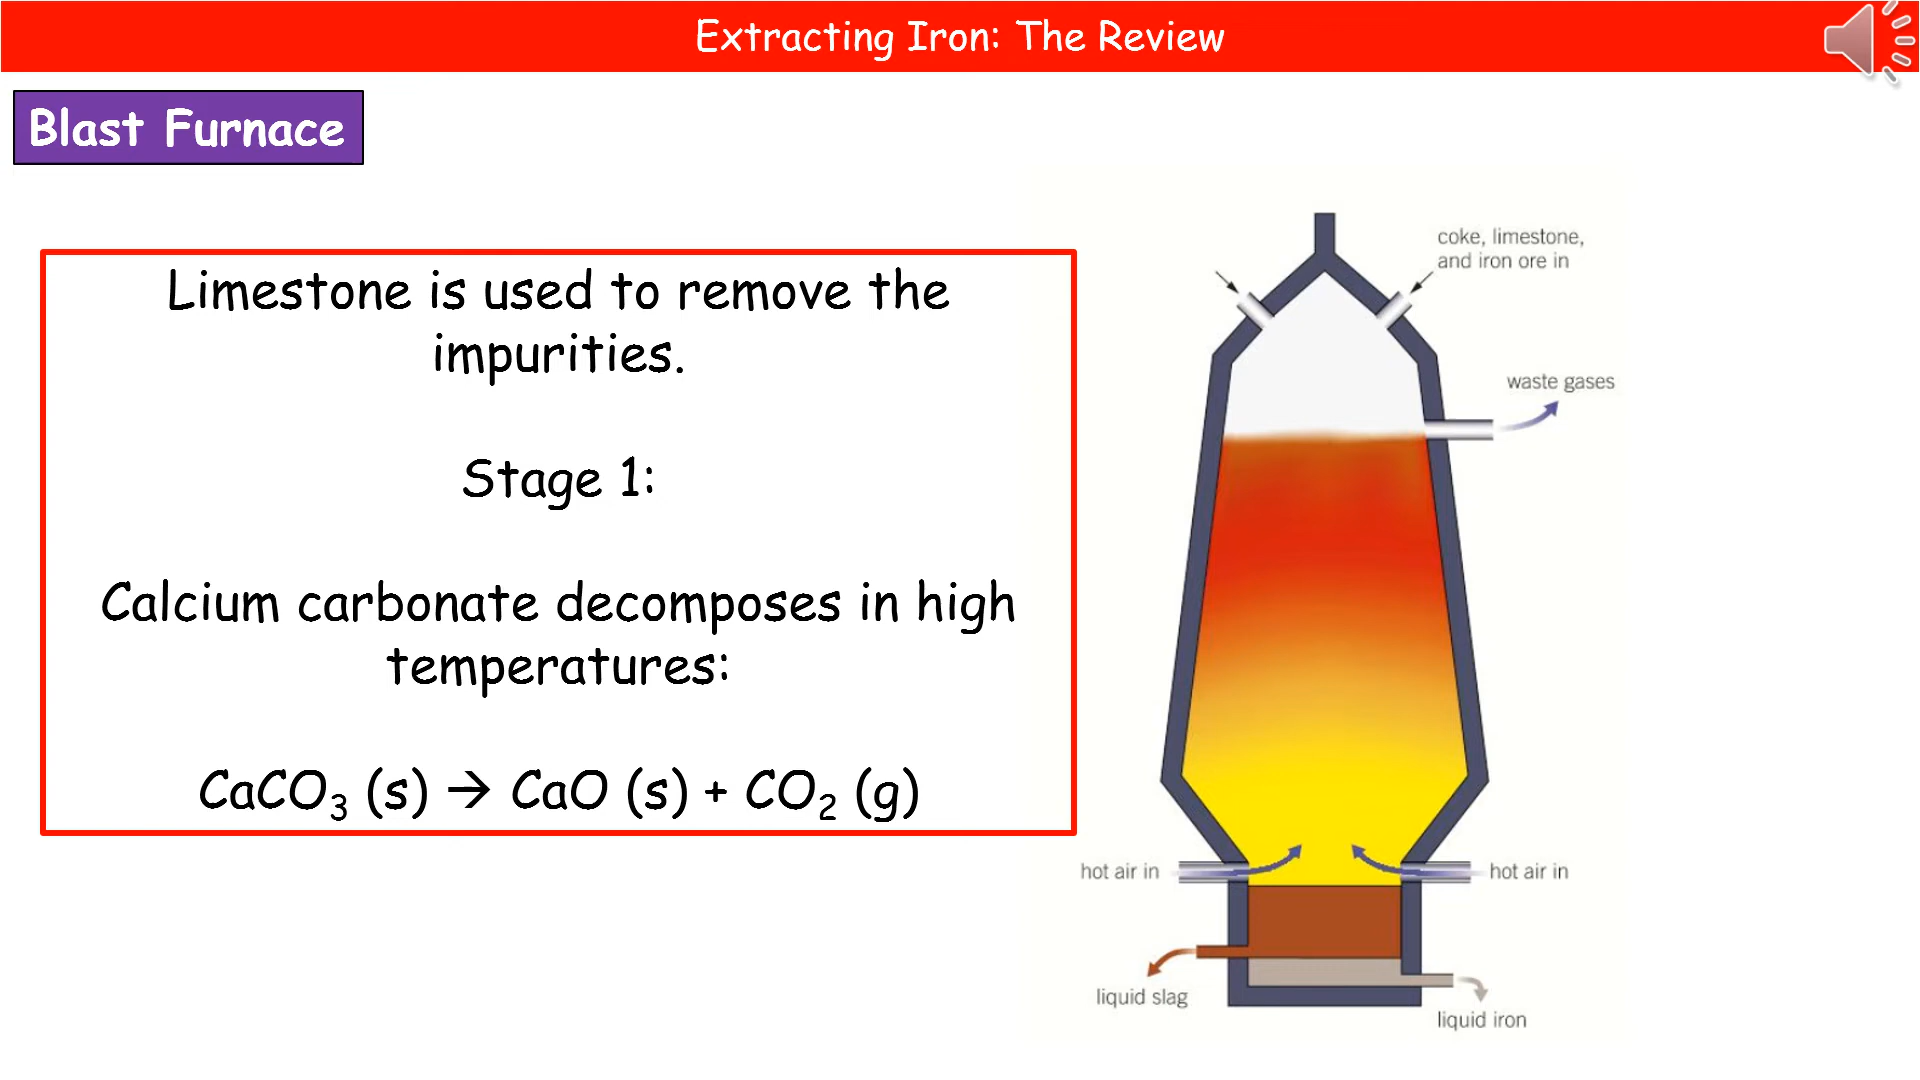 Extracting Iron: The Review
Blast Furnace
Limestone is used to remove the
impurities.
Stage 1:
Calcium carbonate decomposes in high
temperatures:
CaCO₃ (s) → CaO (s) + CO₂ (g)
coke, limestone,
and iron ore in
waste gases
hot air in
hot air in
liquid slag
liquid iron